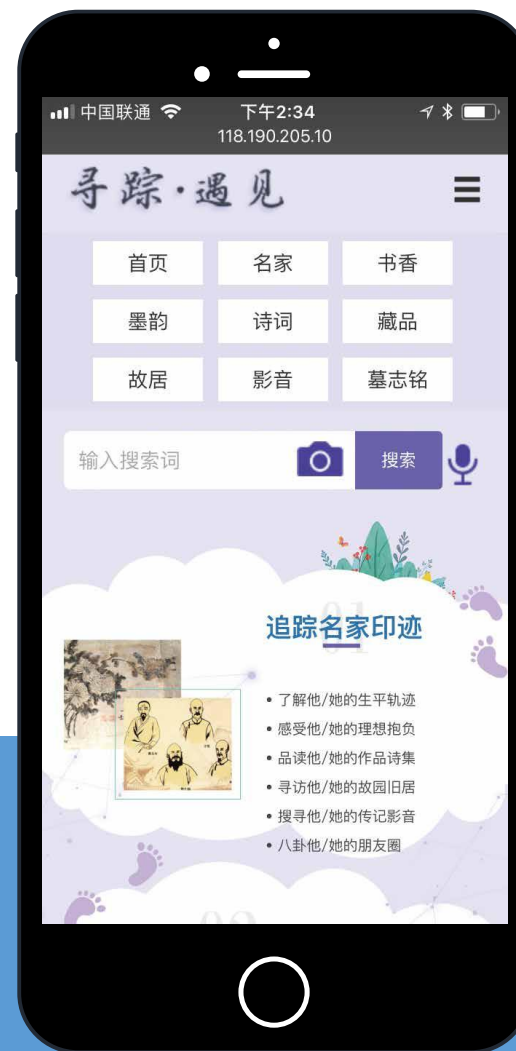 中国联通 下午2:34
118.190.205.10
寻踪·遇见
首页 名家 书香
墨韵 诗词 藏品
故居 影音 墓志铭
输入搜索词 搜索
01
追踪名家印迹
• 了解他/她的生平轨迹
• 感受他/她的理想抱负
• 品读他/她的作品诗集
• 寻访他/她的故园旧居
• 搜寻他/她的传记影音
• 八卦他/她的朋友圈